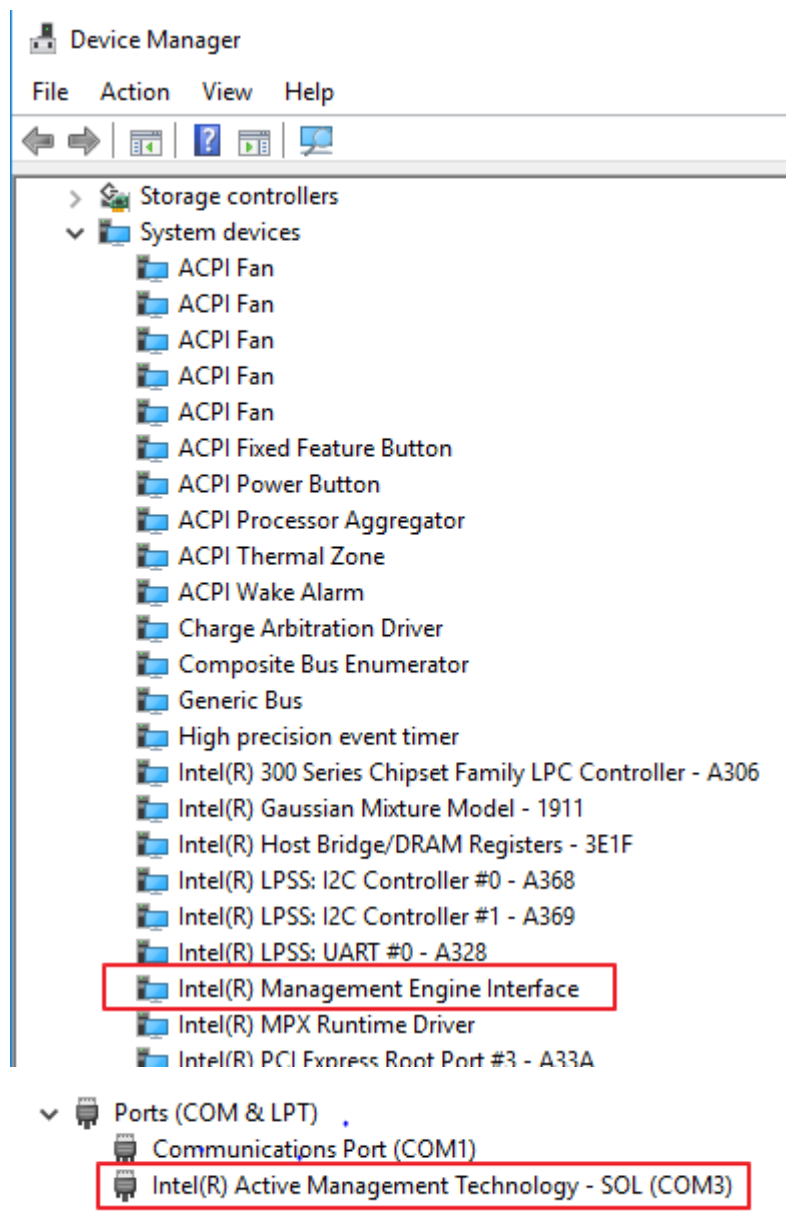 Device Manager
File Action View Help
Storage controllers
System devices
ACPI Fan
ACPI Fan
ACPI Fan
ACPI Fan
ACPI Fan
ACPI Fixed Feature Button
ACPI Power Button
ACPI Processor Aggregator
ACPI Thermal Zone
ACPI Wake Alarm
Charge Arbitration Driver
Composite Bus Enumerator
Generic Bus
High precision event timer
Intel(R) 300 Series Chipset Family LPC Controller - A306
Intel(R) Gaussian Mixture Model - 1911
Intel(R) Host Bridge/DRAM Registers - 3E1F
Intel(R) LPSS: I2C Controller #0 - A368
Intel(R) LPSS: I2C Controller #1 - A369
Intel(R) LPSS: UART #0 - A328
Intel(R) Management Engine Interface
Intel(R) MPX Runtime Driver
Intel(R) PCI Express Root Port #3 - A33A
Ports (COM & LPT)
Communications Port (COM1)
Intel(R) Active Management Technology - SOL (COM3)